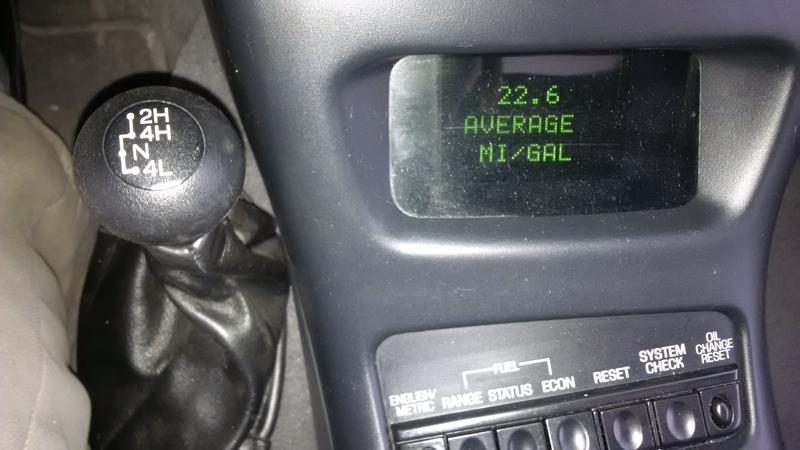 2H
4H
N
4L
22.6
AVERAGE
MI/GAL
FUEL
ENGLISH/
METRIC
RANGE
STATUS
ECON
RESET
SYSTEM
CHECK
OIL
CHANGE
RESET